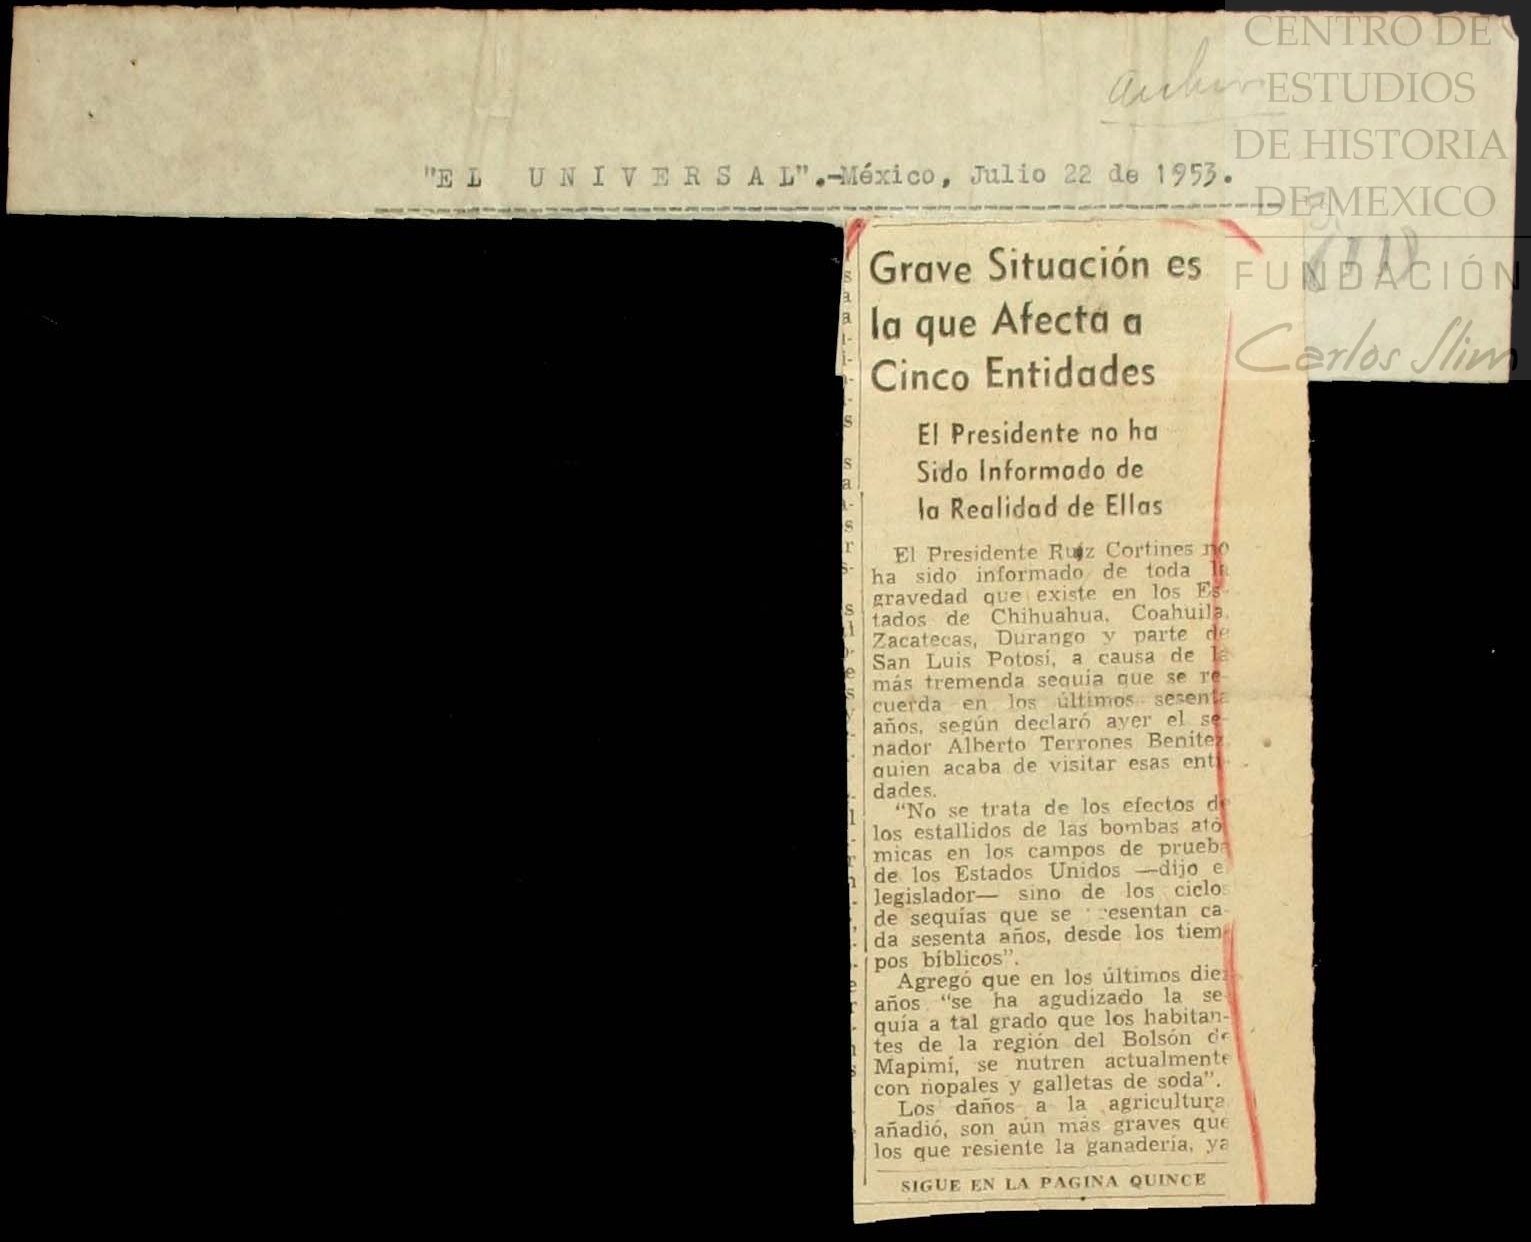 CENTRO DE
ESTUDIOS
DE HISTORIA
DE MEXICO
FUNDACIÓN
Carlos Slim
"EL UNIVERSAL".-México, Julio 22 de 1953.
Grave Situación es
la que Afecta a
Cinco Entidades
El Presidente no ha
Sido Informado de
la Realidad de Ellas
El Presidente Ruiz Cortines no
ha sido informado de toda la
gravedad que existe en los Es-
tados de Chihuahua, Coahuila,
Zacatecas, Durango y parte de
San Luis Potosí, a causa de la
más tremenda sequía que se re-
cuerda en los últimos sesenta
años, según declaró ayer el se-
nador Alberto Terrones Benítez
quien acaba de visitar esas enti-
dades.
"No se trata de los efectos de
los estallidos de las bombas ató
micas en los campos de prueba
de los Estados Unidos —dijo e
legislador— sino de los ciclo
de sequías que se resentan ca-
da sesenta años, desde los tiem-
pos bíblicos".
Agregó que en los últimos diez
años "se ha agudizado la se-
quía a tal grado que los habitan-
tes de la región del Bolsón de
Mapimí, se nutren actualmente
con nopales y galletas de soda".
Los daños a la agricultura
añadió, son aún más graves que
los que resiente la ganadería, ya
SIGUE EN LA PAGINA QUINCE